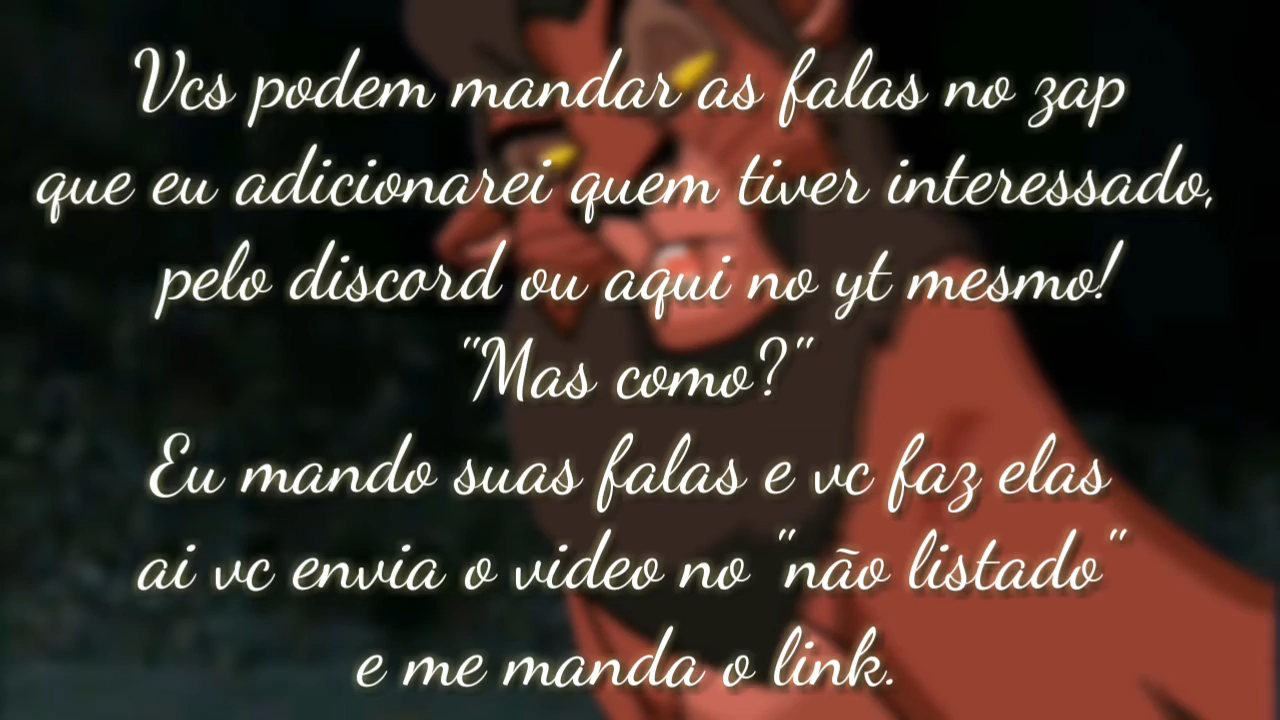 Vcs podem mandar as falas no zap
que eu adicionarei quem tiver interessado,
pelo discord ou aqui no yt mesmo!
"Mas como?"
Eu mando suas falas e vc faz elas
ai vc envia o video no "não listado"
e me manda o link.